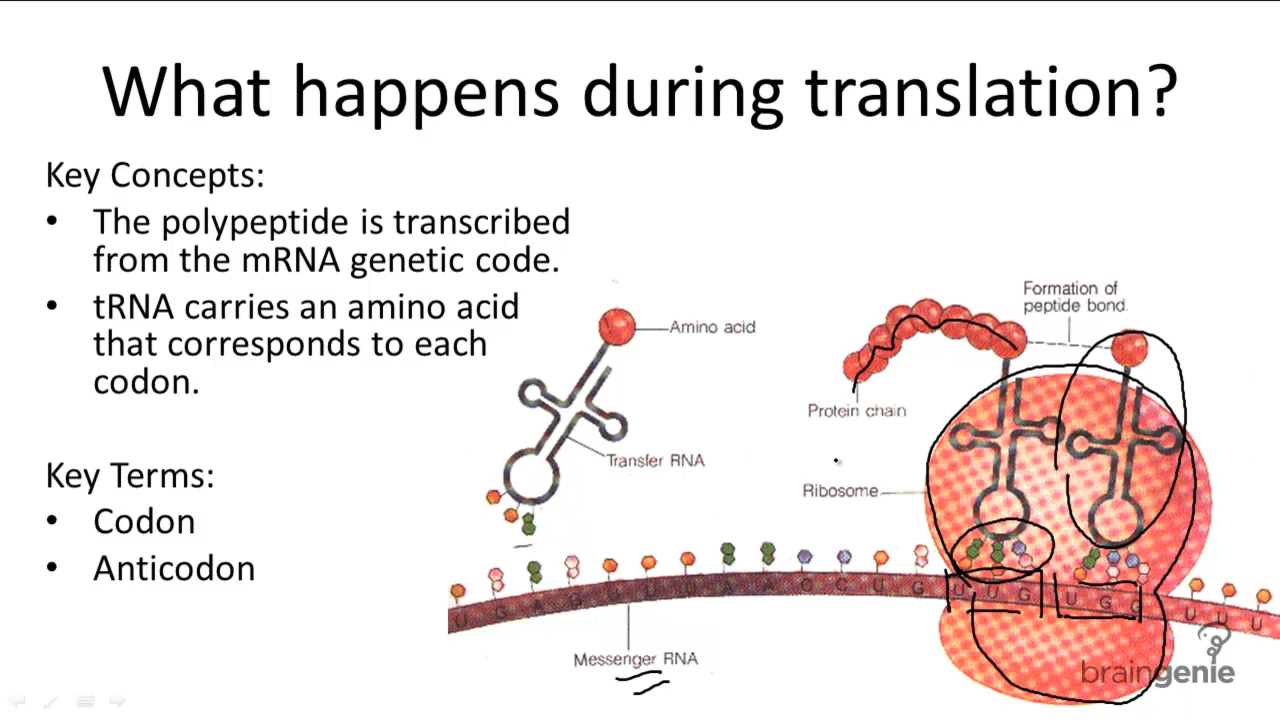 What happens during translation?
Key Concepts:
• The polypeptide is transcribed
from the mRNA genetic code.
• tRNA carries an amino acid
that corresponds to each
codon.
Key Terms:
• Codon
• Anticodon
Amino acid
Transfer RNA
Formation of
peptide bond.
Protein chain
Ribosome
U G A G U U U A A C C U G U U G U G G U U U
Messenger RNA
braingenie